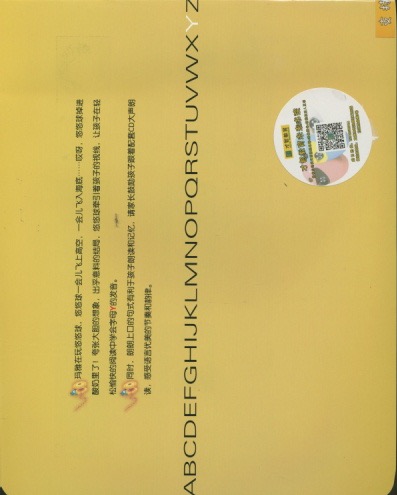 玛雅在玩悠悠球，悠悠球一会儿飞上高空，一会儿飞入海底……哎呀，悠悠球掉进
酸奶里了！夸张大胆的想象，出乎意料的结局，悠悠球牵引着孩子的视线，让孩子在轻
松愉快的阅读中学会字母Y的发音。
同时，朗朗上口的句式有利于孩子朗读和记忆，请家长鼓励孩子跟着配套CD大声朗
读，感受语言优美的节奏和韵律。
ABCDEFGHIJKLMNOPQRSTUVWXYZ